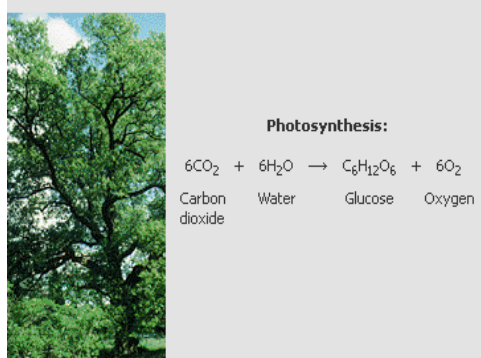 Photosynthesis:
6CO₂ + 6H₂O → C₆H₁₂O₆ + 6O₂
Carbon dioxide Water Glucose Oxygen